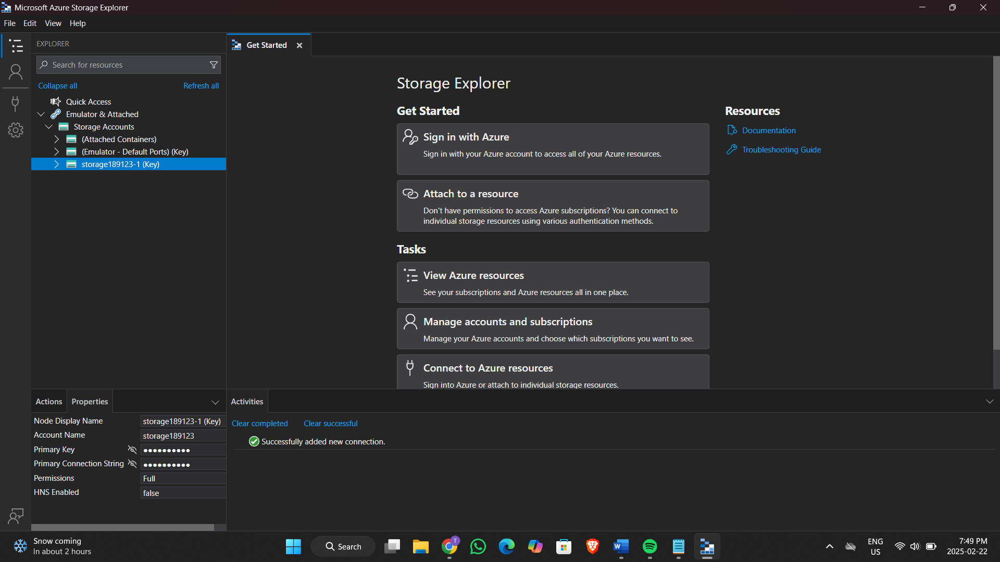 Microsoft Azure Storage Explorer
File Edit View Help
EXPLORER
Search for resources
Collapse all Refresh all
Quick Access
Emulator & Attached
Storage Accounts
(Attached Containers)
(Emulator - Default Ports) (Key)
storage189123-1 (Key)
Get Started
Storage Explorer
Get Started
Sign in with Azure
Sign in with your Azure account to access all of your Azure resources.
Attach to a resource
Don't have permissions to access Azure subscriptions? You can connect to
individual storage resources using various authentication methods.
Tasks
View Azure resources
See your subscriptions and Azure resources all in one place.
Manage accounts and subscriptions
Manage your Azure accounts and choose which subscriptions you want to see.
Connect to Azure resources
Sign into Azure or attach to individual storage resources.
Resources
Documentation
Troubleshooting Guide
Actions Properties
Node Display Name storage189123-1 (Key)
Account Name storage189123
Primary Key ●●●●●●●●●●
Primary Connection String ●●●●●●●●●●
Permissions Full
HNS Enabled false
Activities
Clear completed Clear successful
Successfully added new connection.
Snow coming
In about 2 hours
Search
T
W
ENG
US
7:49 PM
2025-02-22